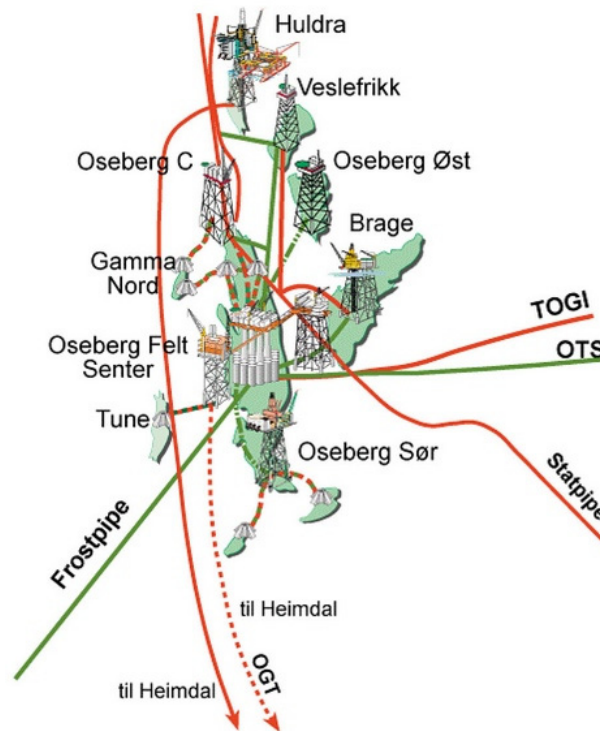 Huldra
Veslefrikk
Oseberg C
Oseberg Øst
Brage
Gamma
Nord
TOGI
Oseberg Felt
Senter
OTS
Tune
Oseberg Sør
Statpipe
Frostpipe
til Heimdal
OGT
til Heimdal